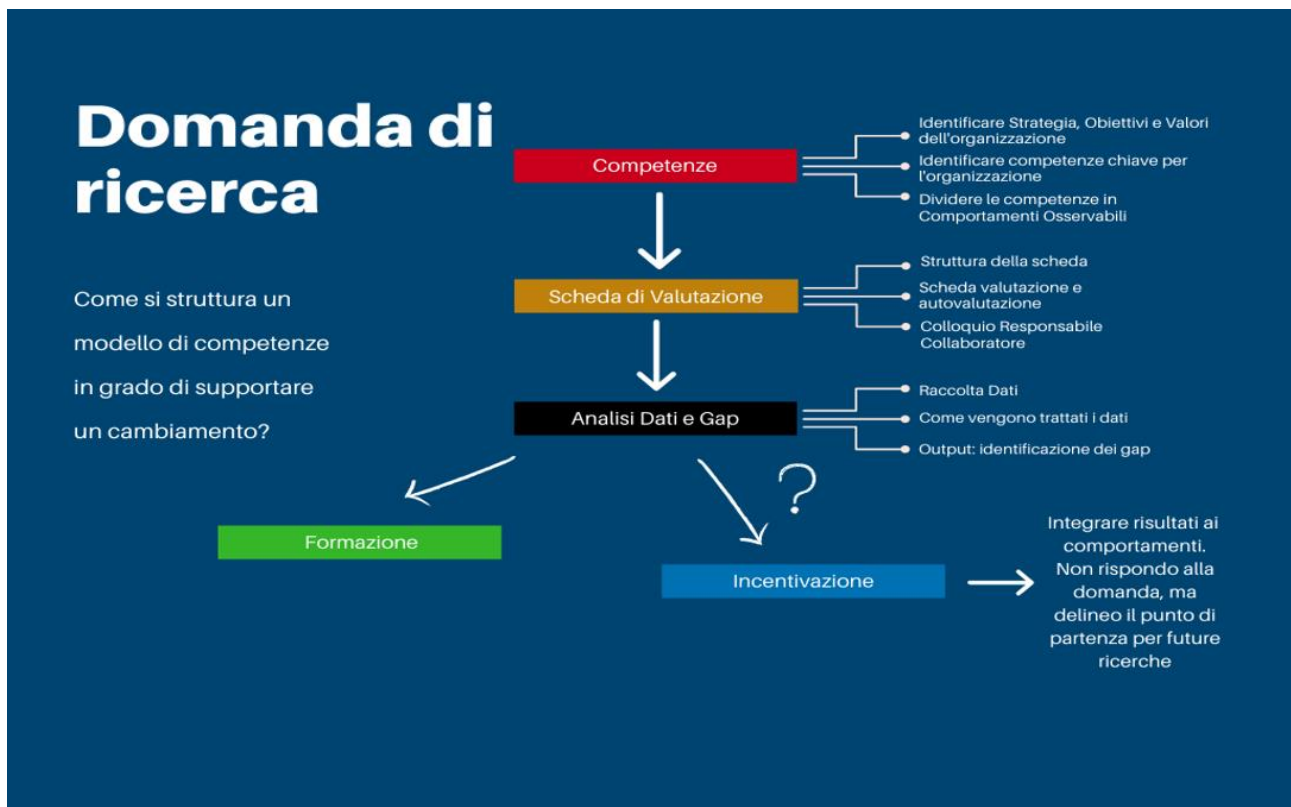 Domanda di
ricerca
Come si struttura un
modello di competenze
in grado di supportare
un cambiamento?
Competenze
Identificare Strategia, Obiettivi e Valori
dell'organizzazione
Identificare competenze chiave per
l'organizzazione
Dividere le competenze in
Comportamenti Osservabili
Scheda di Valutazione
Struttura della scheda
Scheda valutazione e
autovalutazione
Colloquio Responsabile
Collaboratore
Analisi Dati e Gap
Raccolta Dati
Come vengono trattati i dati
Output: identificazione dei gap
?
Formazione
Incentivazione
Integrare risultati ai
comportamenti.
Non rispondo alla
domanda, ma
delineo il punto di
partenza per future
ricerche